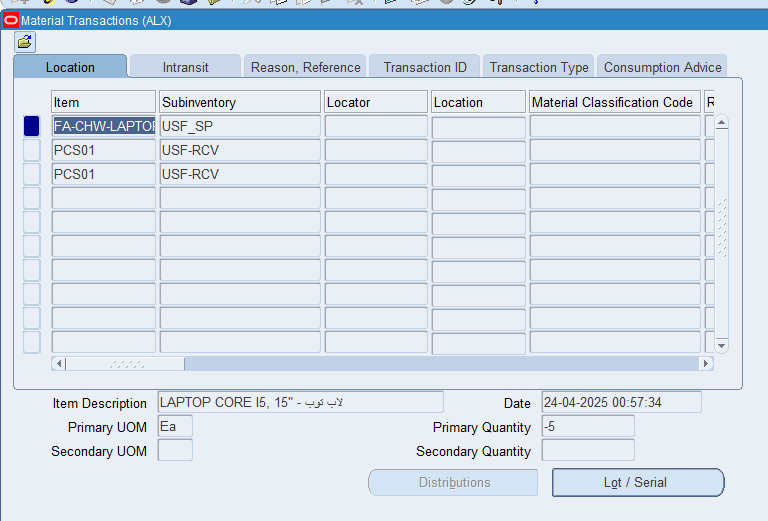 Material Transactions (ALX)
Location Intransit Reason, Reference Transaction ID Transaction Type Consumption Advice
Item Subinventory Locator Location Material Classification Code R
FA-CHW-LAPTOP USF_SP
PCS01 USF-RCV
PCS01 USF-RCV
Item Description LAPTOP CORE I5, 15" - لاب توب Date 24-04-2025 00:57:34
Primary UOM Ea Primary Quantity -5
Secondary UOM Secondary Quantity
Distributions Lot / Serial